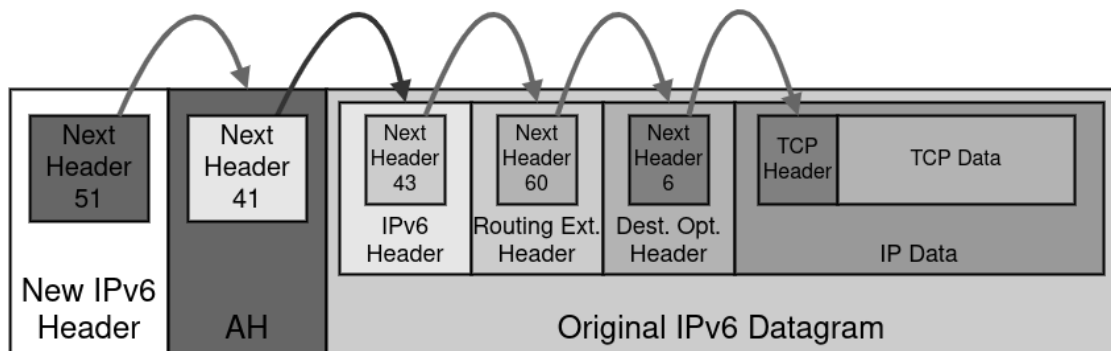 Next
Header
51
New IPv6
Header
Next
Header
41
AH
Next
Header
43
IPv6
Header
Next
Header
60
Routing Ext.
Header
Next
Header
6
Dest. Opt.
Header
TCP
Header
TCP Data
IP Data
Original IPv6 Datagram